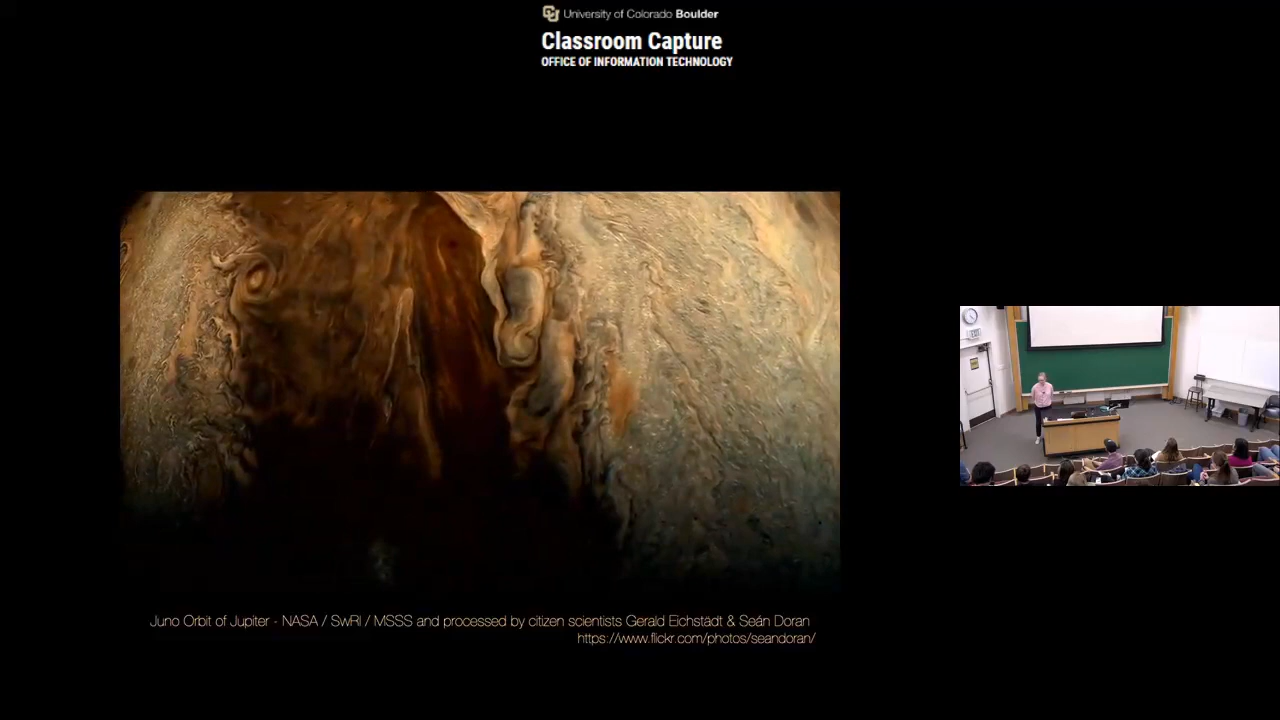 University of Colorado Boulder
Classroom Capture
OFFICE OF INFORMATION TECHNOLOGY
EXIT
Juno Orbit of Jupiter - NASA / SwRI / MSSS and processed by citizen scientists Gerald Eichstädt & Seán Doran
https://www.flickr.com/photos/seandoran/